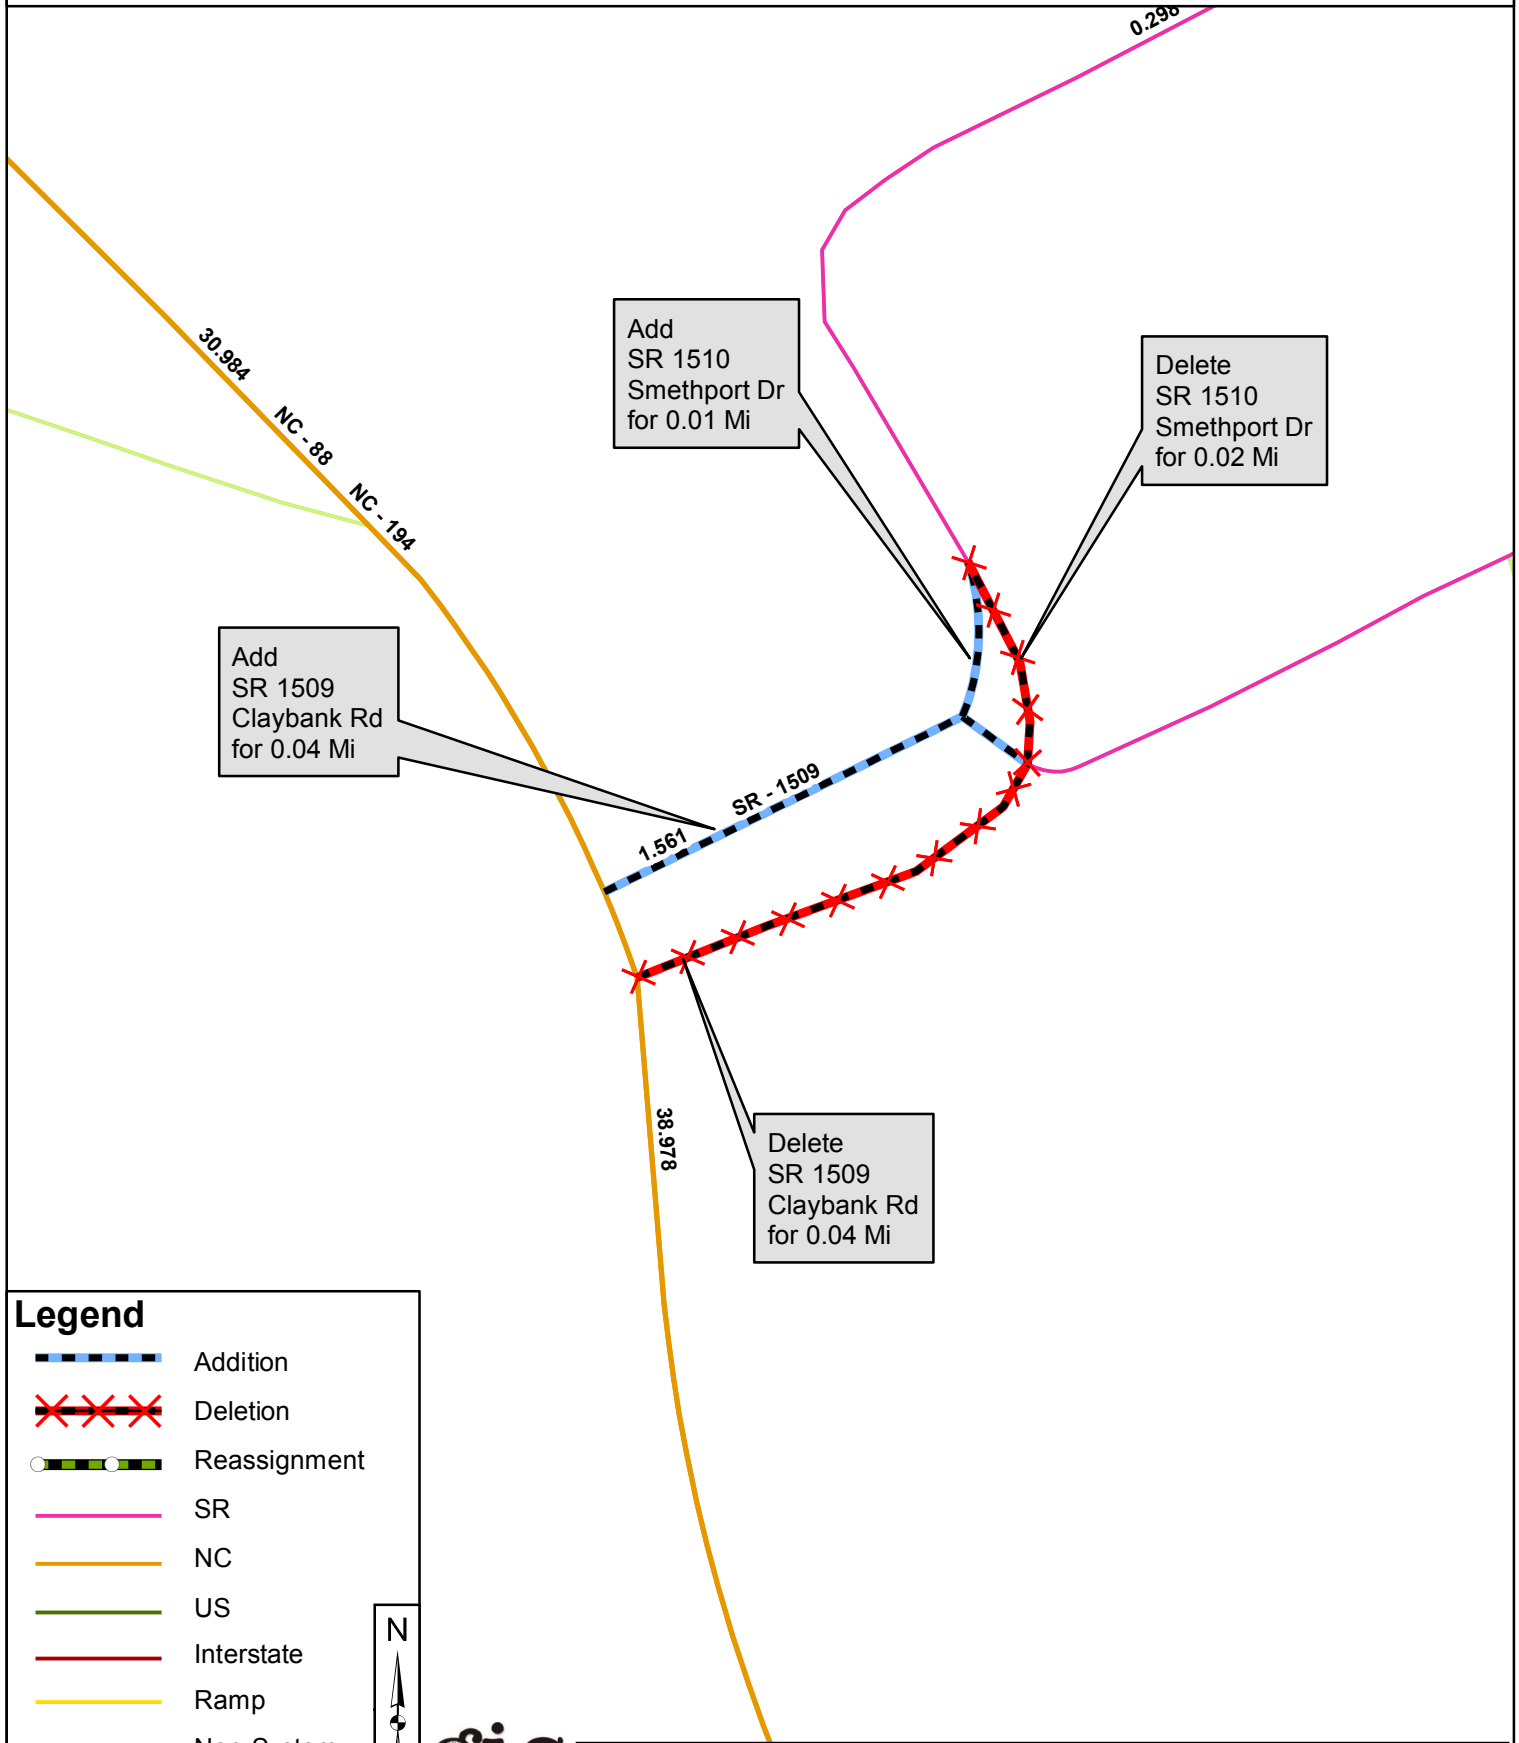 0.298
30.984
NC - 88
NC - 194
Add
SR 1510
Smethport Dr
for 0.01 Mi
Delete
SR 1510
Smethport Dr
for 0.02 Mi
Add
SR 1509
Claybank Rd
for 0.04 Mi
SR - 1509
1.561
38.978
Delete
SR 1509
Claybank Rd
for 0.04 Mi
Legend
Addition
Deletion
Reassignment
SR
NC
US
Interstate
Ramp
N